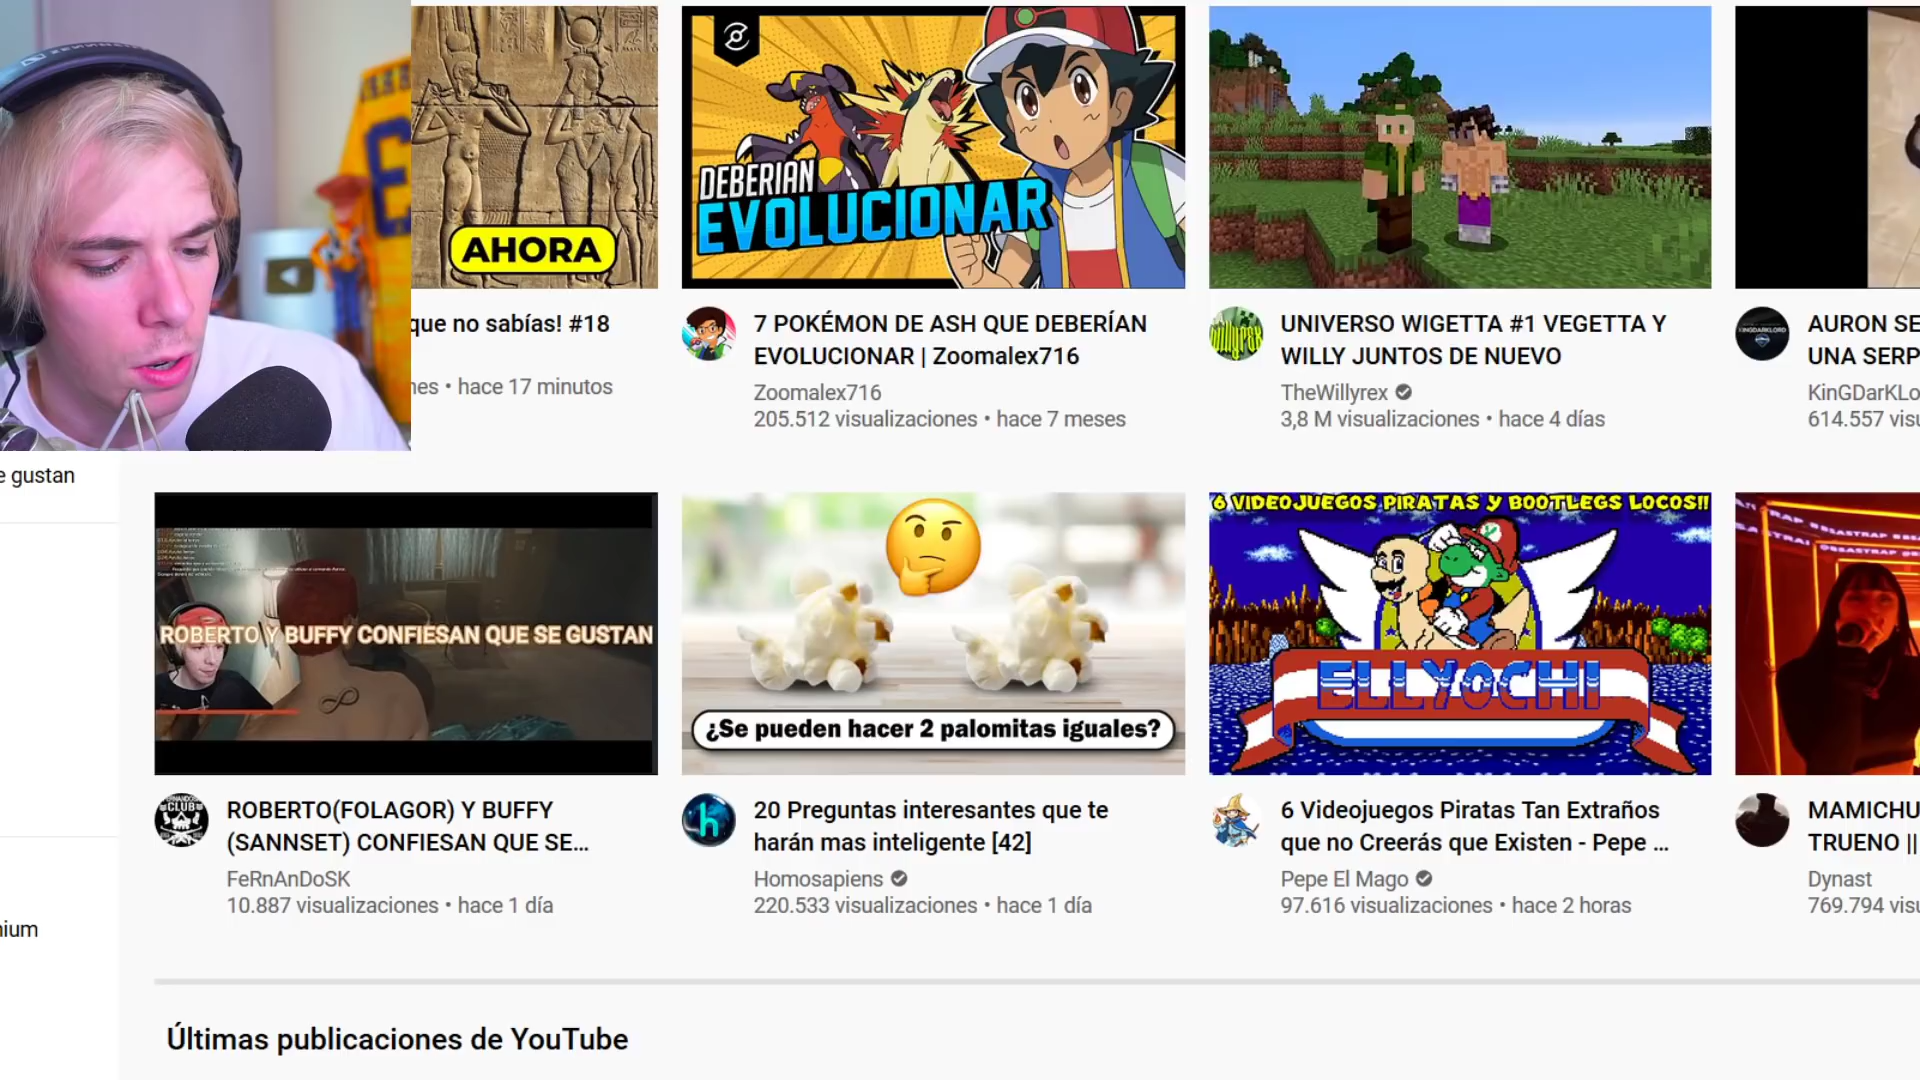 AHORA
que no sabías! #18
nes • hace 17 minutos
DEBERIAN
EVOLUCIONAR
7 POKÉMON DE ASH QUE DEBERÍAN
EVOLUCIONAR | Zoomalex716
Zoomalex716
205.512 visualizaciones • hace 7 meses
willyrex
UNIVERSO WIGETTA #1 VEGETTA Y
WILLY JUNTOS DE NUEVO
TheWillyrex
3,8 M visualizaciones • hace 4 días
KINGDARKLORD
AURON SE
UNA SERP
KinGDarKLo
614.557 visu
e gustan
nium
ROBERTO Y BUFFY CONFIESAN QUE SE GUSTAN
CLUB
ROBERTO(FOLAGOR) Y BUFFY
(SANNSET) CONFIESAN QUE SE...
FeRnAnDoSK
10.887 visualizaciones • hace 1 día
¿Se pueden hacer 2 palomitas iguales?
h
20 Preguntas interesantes que te
harán mas inteligente [42]
Homosapiens
220.533 visualizaciones • hace 1 día
6 VIDEOJUEGOS PIRATAS Y BOOTLEGS LOCOS!!
ELLYOCHI
6 Videojuegos Piratas Tan Extraños
que no Creerás que Existen - Pepe ...
Pepe El Mago
97.616 visualizaciones • hace 2 horas
MAMICHU
TRUENO ||
Dynast
769.794 visu
Últimas publicaciones de YouTube